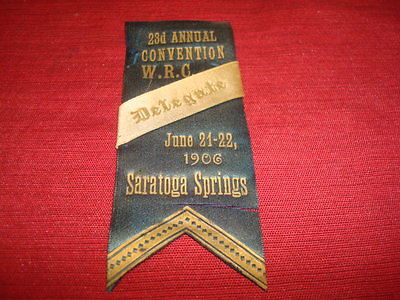 23d ANNUAL
CONVENTION
W.R.C.
Delegate
June 21-22,
1906
Saratoga Springs